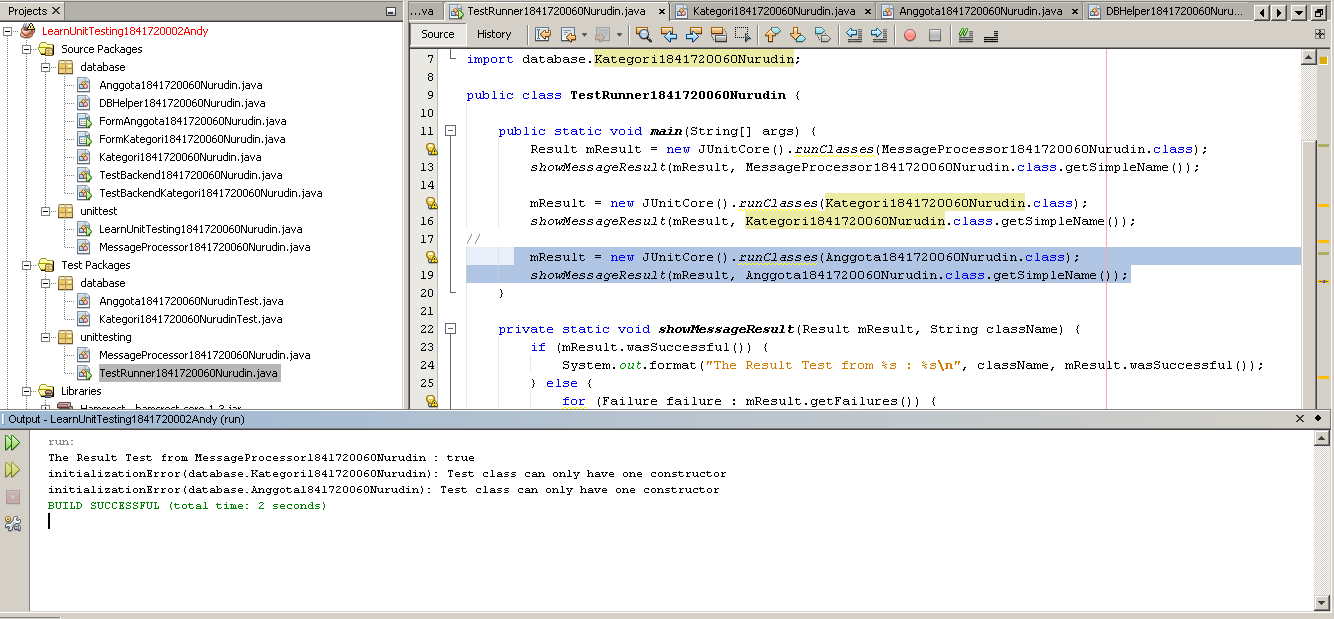 Projects
LearnUnitTesting1841720002Andy
Source Packages
database
Anggota1841720060Nurudin.java
DBHelper1841720060Nurudin.java
FormAnggota1841720060Nurudin.java
FormKategori1841720060Nurudin.java
Kategori1841720060Nurudin.java
TestBackend1841720060Nurudin.java
TestBackendKategori1841720060Nurudin.java
unittest
LearnUnitTesting1841720060Nurudin.java
MessageProcessor1841720060Nurudin.java
Test Packages
database
Anggota1841720060NurudinTest.java
Kategori1841720060NurudinTest.java
unittesting
MessageProcessor1841720060Nurudin.java
TestRunner1841720060Nurudin.java
Libraries
Hamcrest - hamcrest-core-1.3.jar
...va TestRunner1841720060Nurudin.java Kategori1841720060Nurudin.java Anggota1841720060Nurudin.java DBHelper1841720060Nuru...
Source History
7 import database.Kategori1841720060Nurudin;
8
9 public class TestRunner1841720060Nurudin {
10
11 public static void main(String[] args) {
Result mResult = new JUnitCore().runClasses(MessageProcessor1841720060Nurudin.class);
13 showMessageResult(mResult, MessageProcessor1841720060Nurudin.class.getSimpleName());
14
mResult = new JUnitCore().runClasses(Kategori1841720060Nurudin.class);
16 showMessageResult(mResult, Kategori1841720060Nurudin.class.getSimpleName());
17 //
mResult = new JUnitCore().runClasses(Anggota1841720060Nurudin.class);
19 showMessageResult(mResult, Anggota1841720060Nurudin.class.getSimpleName());
20 }
21
22 private static void showMessageResult(Result mResult, String className) {
23 if (mResult.wasSuccessful()) {
24 System.out.format("The Result Test from %s : %s\n", className, mResult.wasSuccessful());
25 } else {
for (Failure failure : mResult.getFailures()) {
Output - LearnUnitTesting1841720002Andy (run)
run:
The Result Test from MessageProcessor1841720060Nurudin : true
initializationError(database.Kategori1841720060Nurudin): Test class can only have one constructor
initializationError(database.Anggota1841720060Nurudin): Test class can only have one constructor
BUILD SUCCESSFUL (total time: 2 seconds)